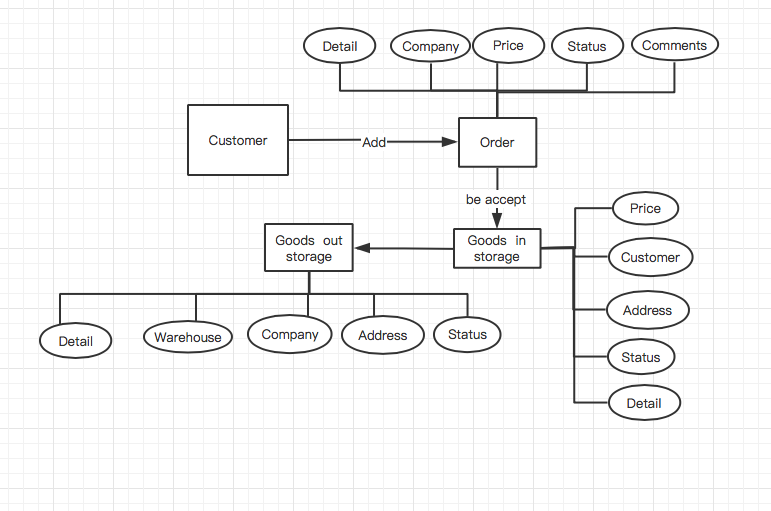 Detail
Company
Price
Status
Comments
Customer
Add
Order
be accept
Price
Goods out
storage
Goods in
storage
Customer
Address
Status
Detail
Detail
Warehouse
Company
Address
Status